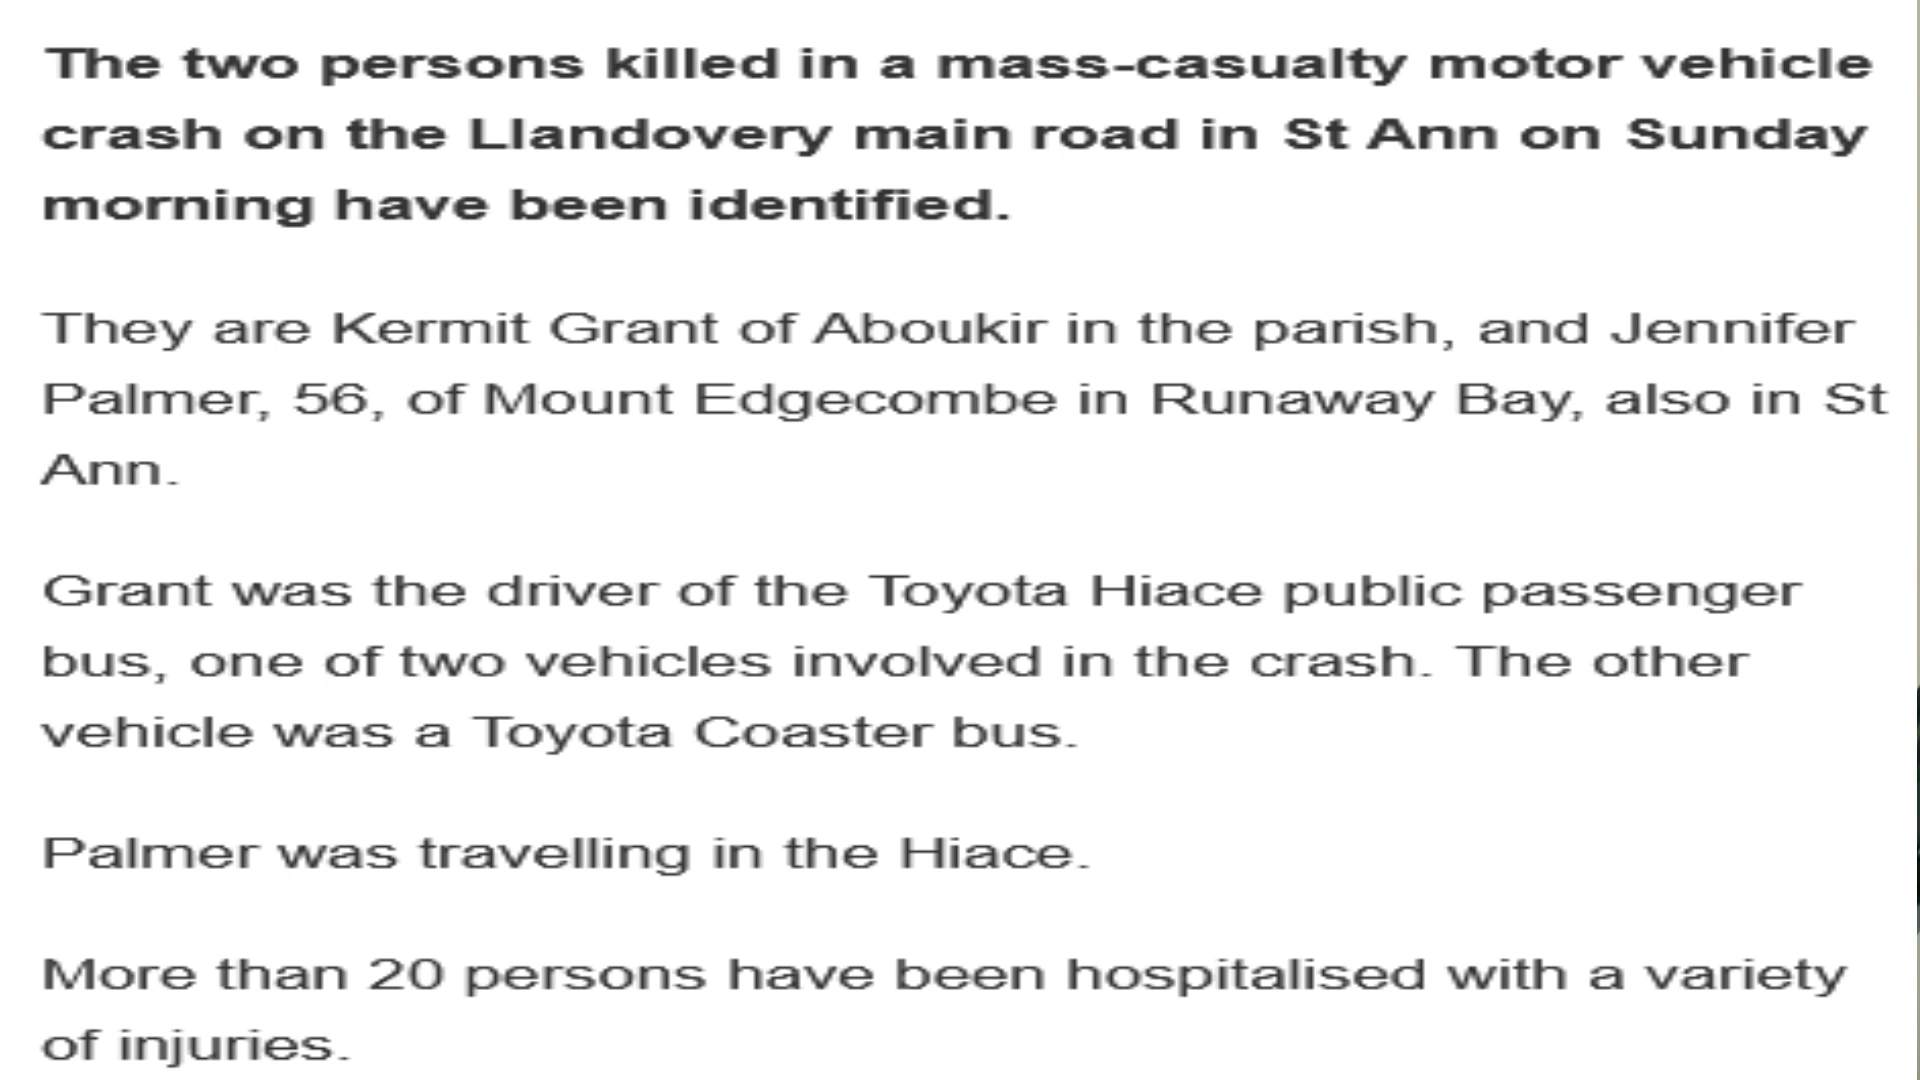 The two persons killed in a mass-casualty motor vehicle
crash on the Llandovery main road in St Ann on Sunday
morning have been identified.
They are Kermit Grant of Aboukir in the parish, and Jennifer
Palmer, 56, of Mount Edgecombe in Runaway Bay, also in St
Ann.
Grant was the driver of the Toyota Hiace public passenger
bus, one of two vehicles involved in the crash. The other
vehicle was a Toyota Coaster bus.
Palmer was travelling in the Hiace.
More than 20 persons have been hospitalised with a variety
of injuries.